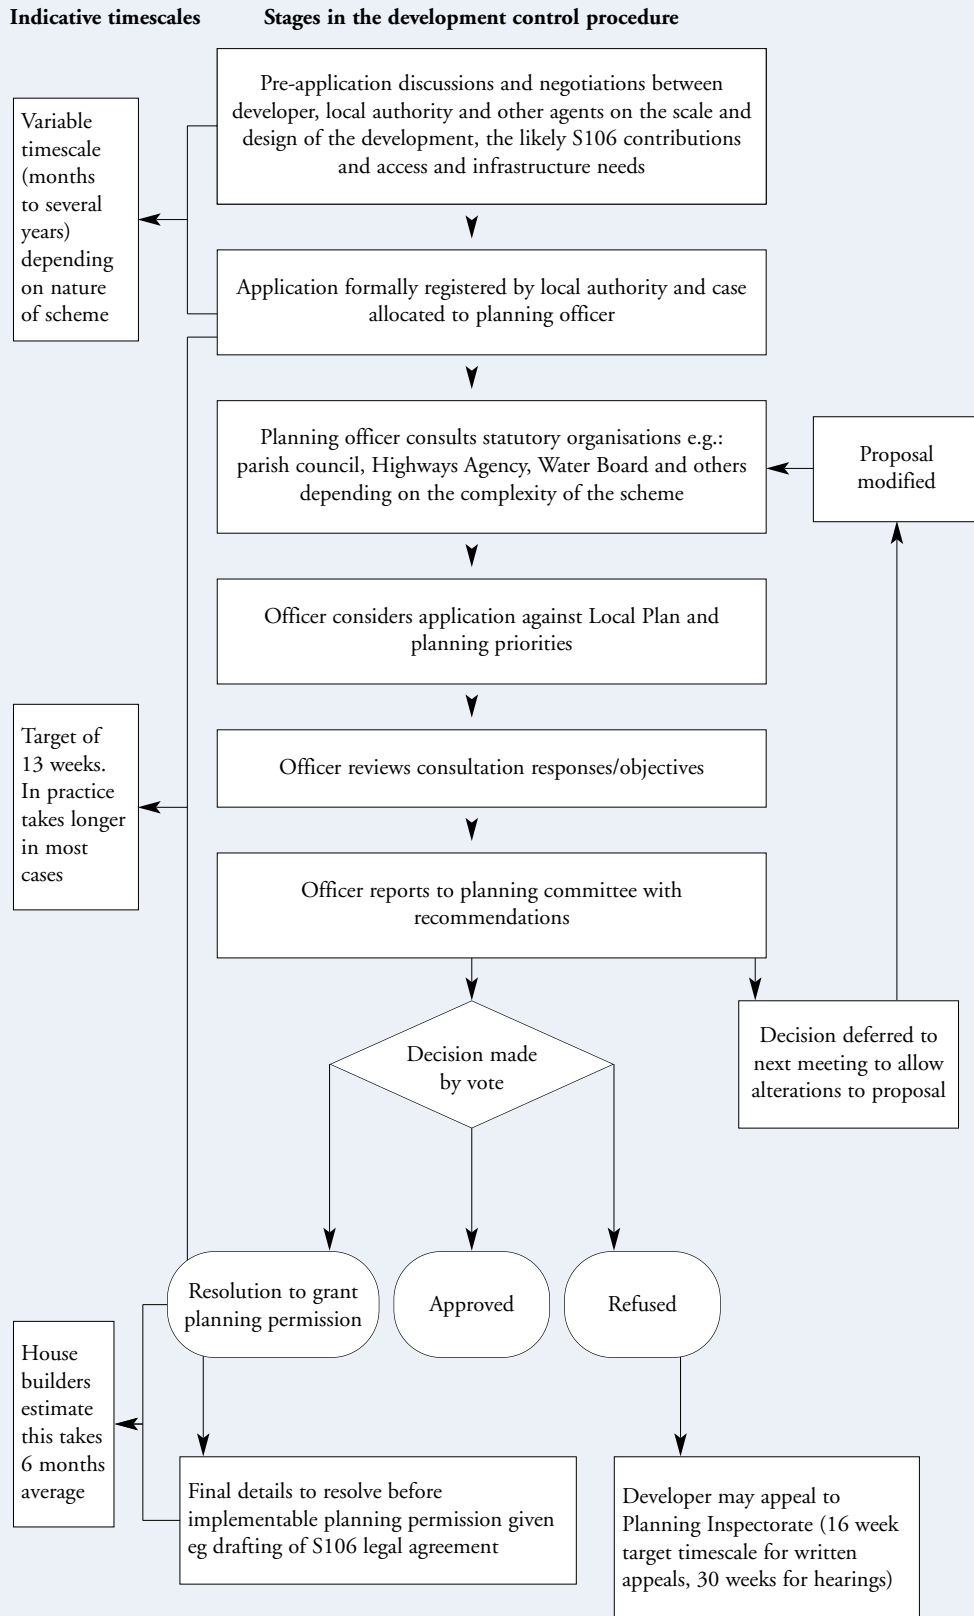 Indicative timescales
Stages in the development control procedure
Pre-application discussions and negotiations between
developer, local authority and other agents on the scale and
design of the development, the likely S106 contributions
and access and infrastructure needs
Variable
timescale
(months
to several
years)
depending
on nature
of scheme
Application formally registered by local authority and case
allocated to planning officer
Planning officer consults statutory organisations e.g.:
parish council, Highways Agency, Water Board and others
depending on the complexity of the scheme
Proposal
modified
Officer considers application against Local Plan and
planning priorities
Target of
13 weeks.
In practice
takes longer
in most
cases
Officer reviews consultation responses/objectives
Officer reports to planning committee with
recommendations
Decision made
by vote
Decision deferred to
next meeting to allow
alterations to proposal
Resolution to grant
planning permission
Approved
Refused
House
builders
estimate
this takes
6 months
average
Final details to resolve before
implementable planning permission given
eg drafting of S106 legal agreement
Developer may appeal to
Planning Inspectorate (16 week
target timescale for written
appeals, 30 weeks for hearings)